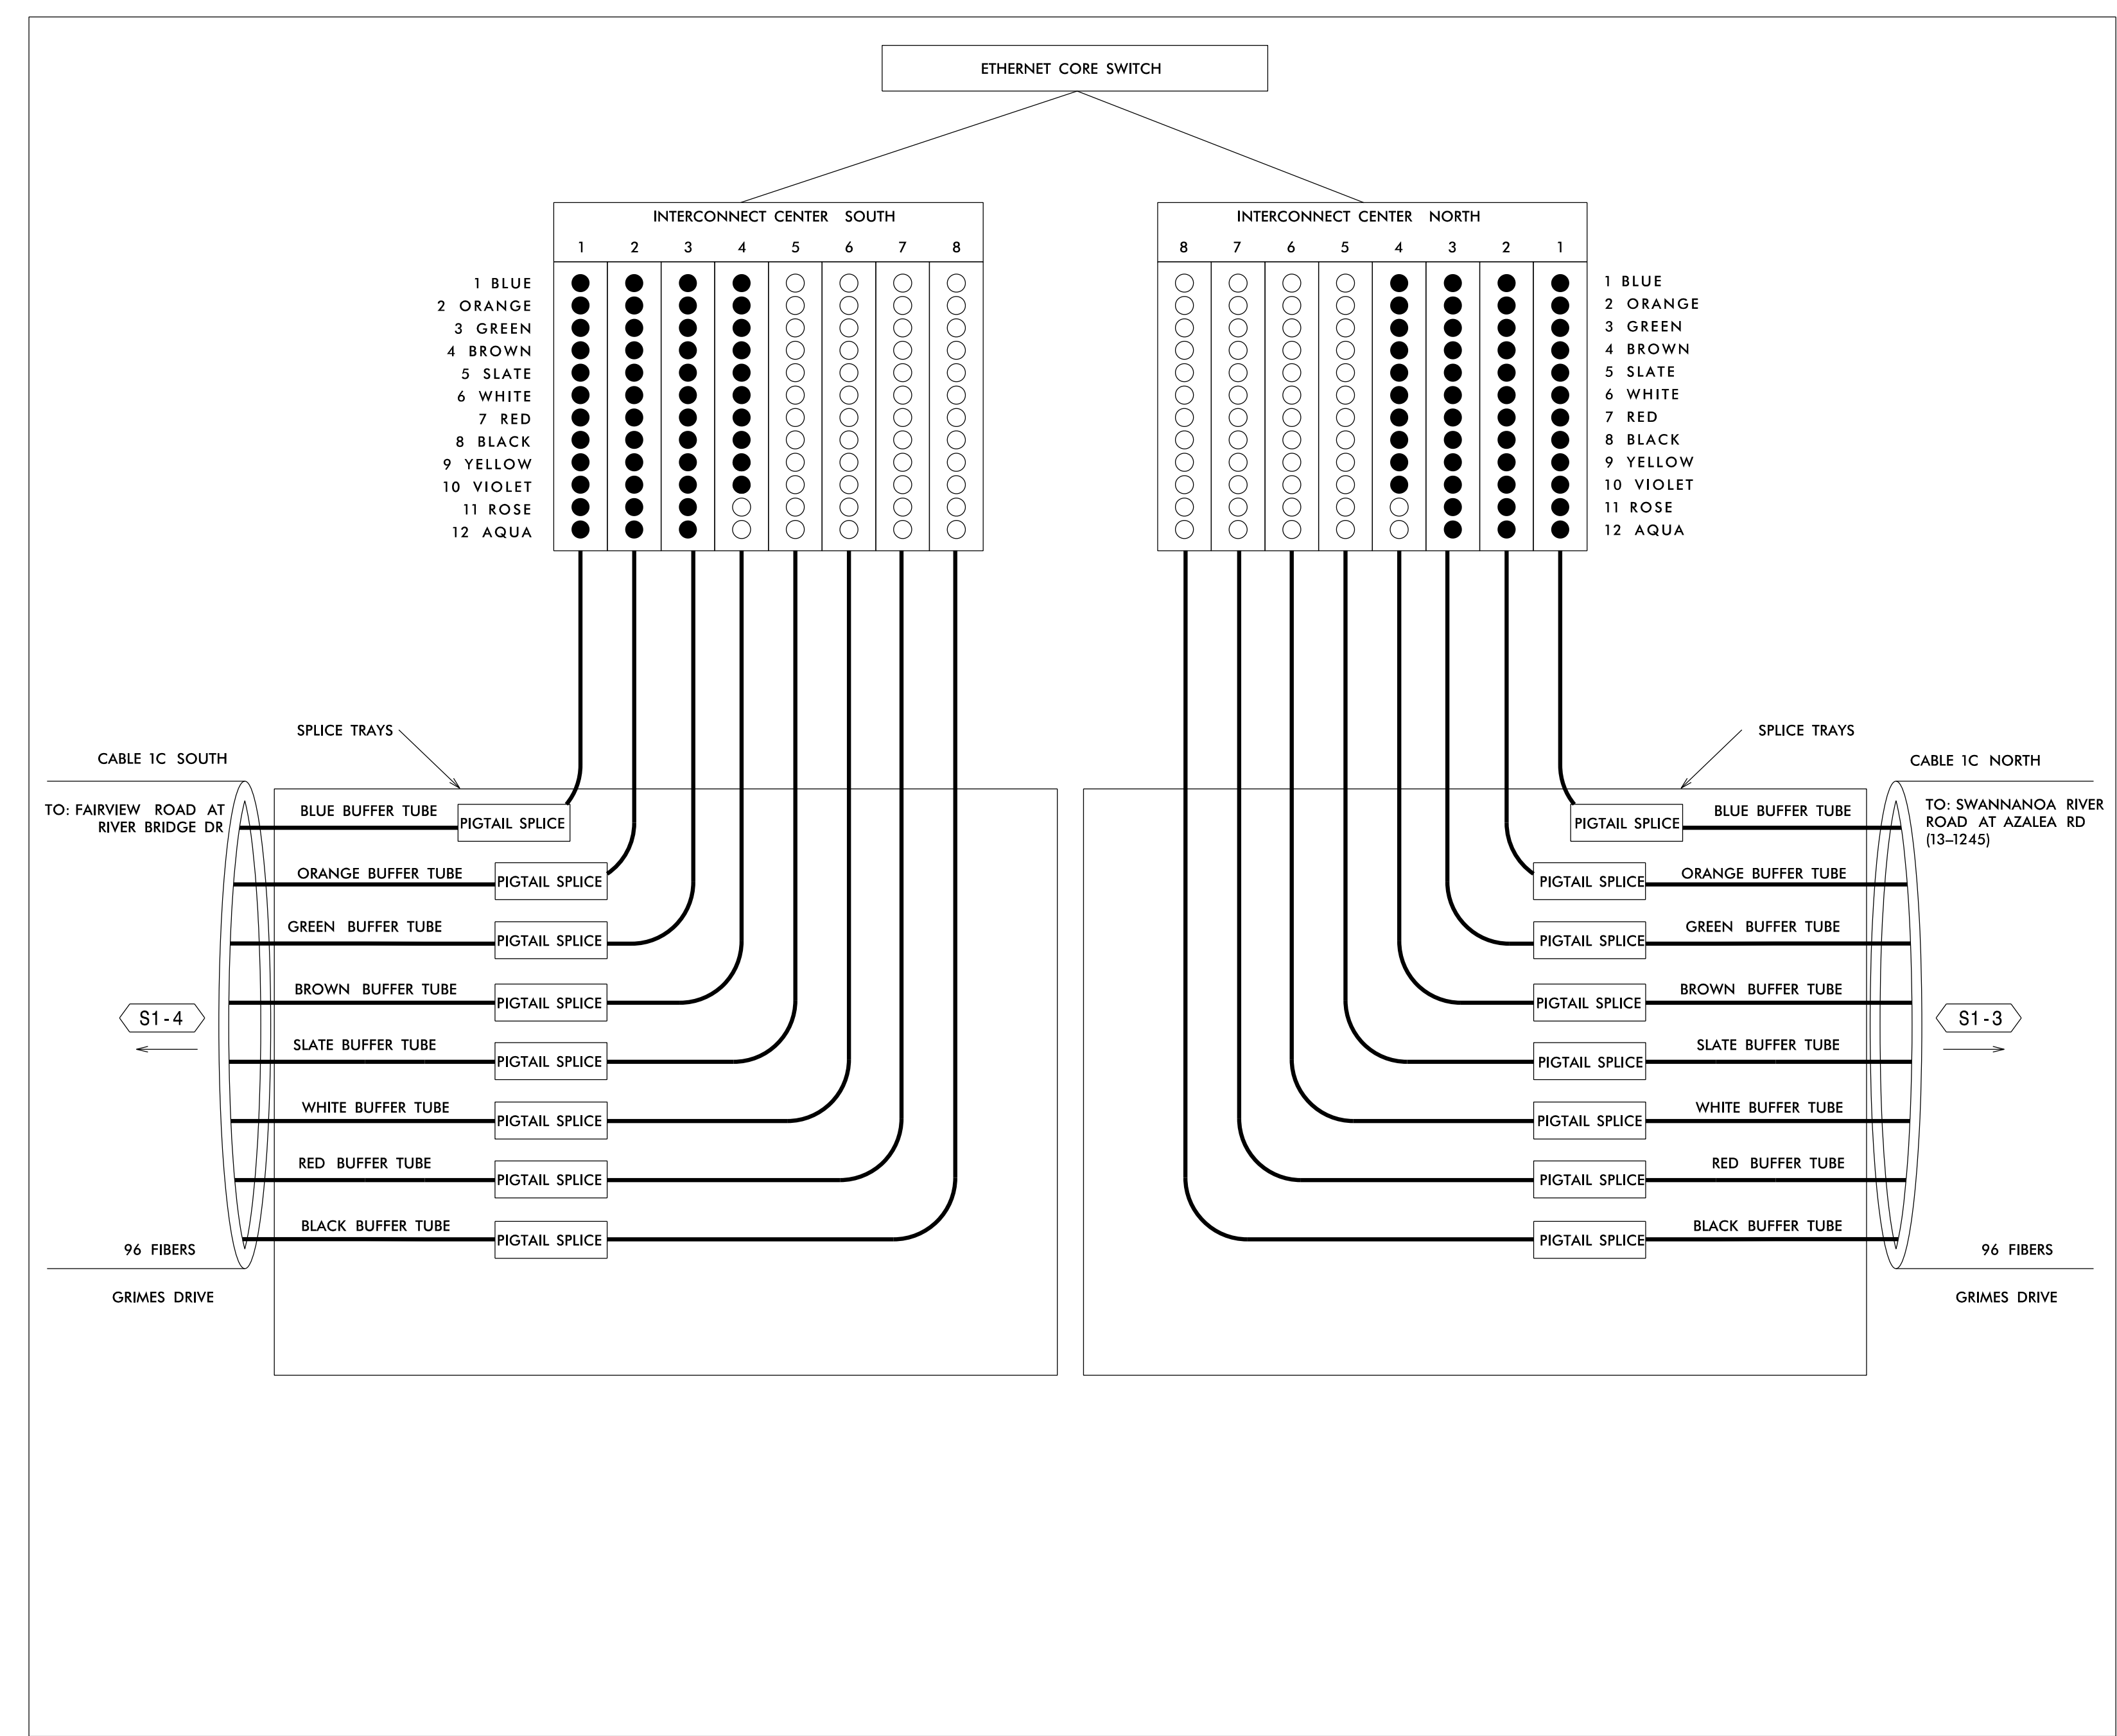 ETHERNET CORE SWITCH
INTERCONNECT CENTER SOUTH
1 2 3 4 5 6 7 8
1 BLUE
2 ORANGE
3 GREEN
4 BROWN
5 SLATE
6 WHITE
7 RED
8 BLACK
9 YELLOW
10 VIOLET
11 ROSE
12 AQUA
INTERCONNECT CENTER NORTH
8 7 6 5 4 3 2 1
1 BLUE
2 ORANGE
3 GREEN
4 BROWN
5 SLATE
6 WHITE
7 RED
8 BLACK
9 YELLOW
10 VIOLET
11 ROSE
12 AQUA
SPLICE TRAYS
CABLE 1C SOUTH
TO: FAIRVIEW ROAD AT
RIVER BRIDGE DR
BLUE BUFFER TUBE
PIGTAIL SPLICE
ORANGE BUFFER TUBE
PIGTAIL SPLICE
GREEN BUFFER TUBE
PIGTAIL SPLICE
BROWN BUFFER TUBE
PIGTAIL SPLICE
S1-4
SLATE BUFFER TUBE
PIGTAIL SPLICE
WHITE BUFFER TUBE
PIGTAIL SPLICE
RED BUFFER TUBE
PIGTAIL SPLICE
BLACK BUFFER TUBE
PIGTAIL SPLICE
96 FIBERS
GRIMES DRIVE
SPLICE TRAYS
CABLE 1C NORTH
TO: SWANNANOA RIVER
ROAD AT AZALEA RD
(13-1245)
PIGTAIL SPLICE
BLUE BUFFER TUBE
PIGTAIL SPLICE
ORANGE BUFFER TUBE
PIGTAIL SPLICE
GREEN BUFFER TUBE
PIGTAIL SPLICE
BROWN BUFFER TUBE
S1-3
PIGTAIL SPLICE
SLATE BUFFER TUBE
PIGTAIL SPLICE
WHITE BUFFER TUBE
PIGTAIL SPLICE
RED BUFFER TUBE
PIGTAIL SPLICE
BLACK BUFFER TUBE
96 FIBERS
GRIMES DRIVE